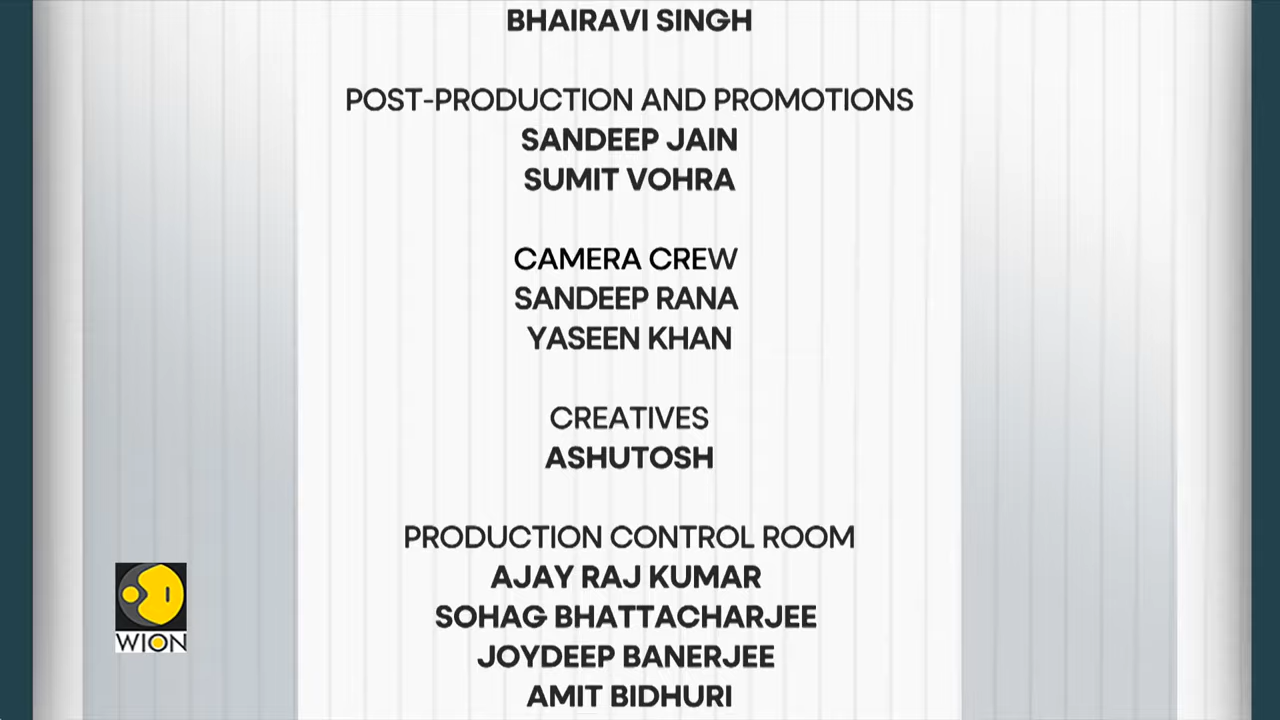 BHAIRAVI SINGH
POST-PRODUCTION AND PROMOTIONS
SANDEEP JAIN
SUMIT VOHRA
CAMERA CREW
SANDEEP RANA
YASEEN KHAN
CREATIVES
ASHUTOSH
PRODUCTION CONTROL ROOM
AJAY RAJ KUMAR
SOHAG BHATTACHARJEE
JOYDEEP BANERJEE
AMIT BIDHURI
WION